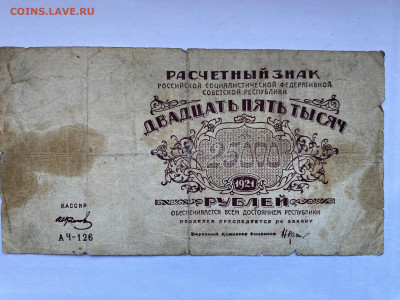 COINS.LAVE.RU
РАСЧЕТНЫЙ ЗНАК
РОССИЙСКОЙ СОЦИАЛИСТИЧЕСКОЙ ФЕДЕРАТИВНОЙ
СОВЕТСКОЙ РЕСПУБЛИКИ
ДВАДЦАТЬ ПЯТЬ ТЫСЯЧ
25000
1921
РУБЛЕЙ
ОБЕСПЕЧИВАЕТСЯ ВСЕМ ДОСТОЯНИЕМ РЕСПУБЛИКИ
ПОДДЕЛКА ПРЕСЛЕДУЕТСЯ ПО ЗАКОНУ
КАССИР
АЧ-126
Народный Комиссар Финансов